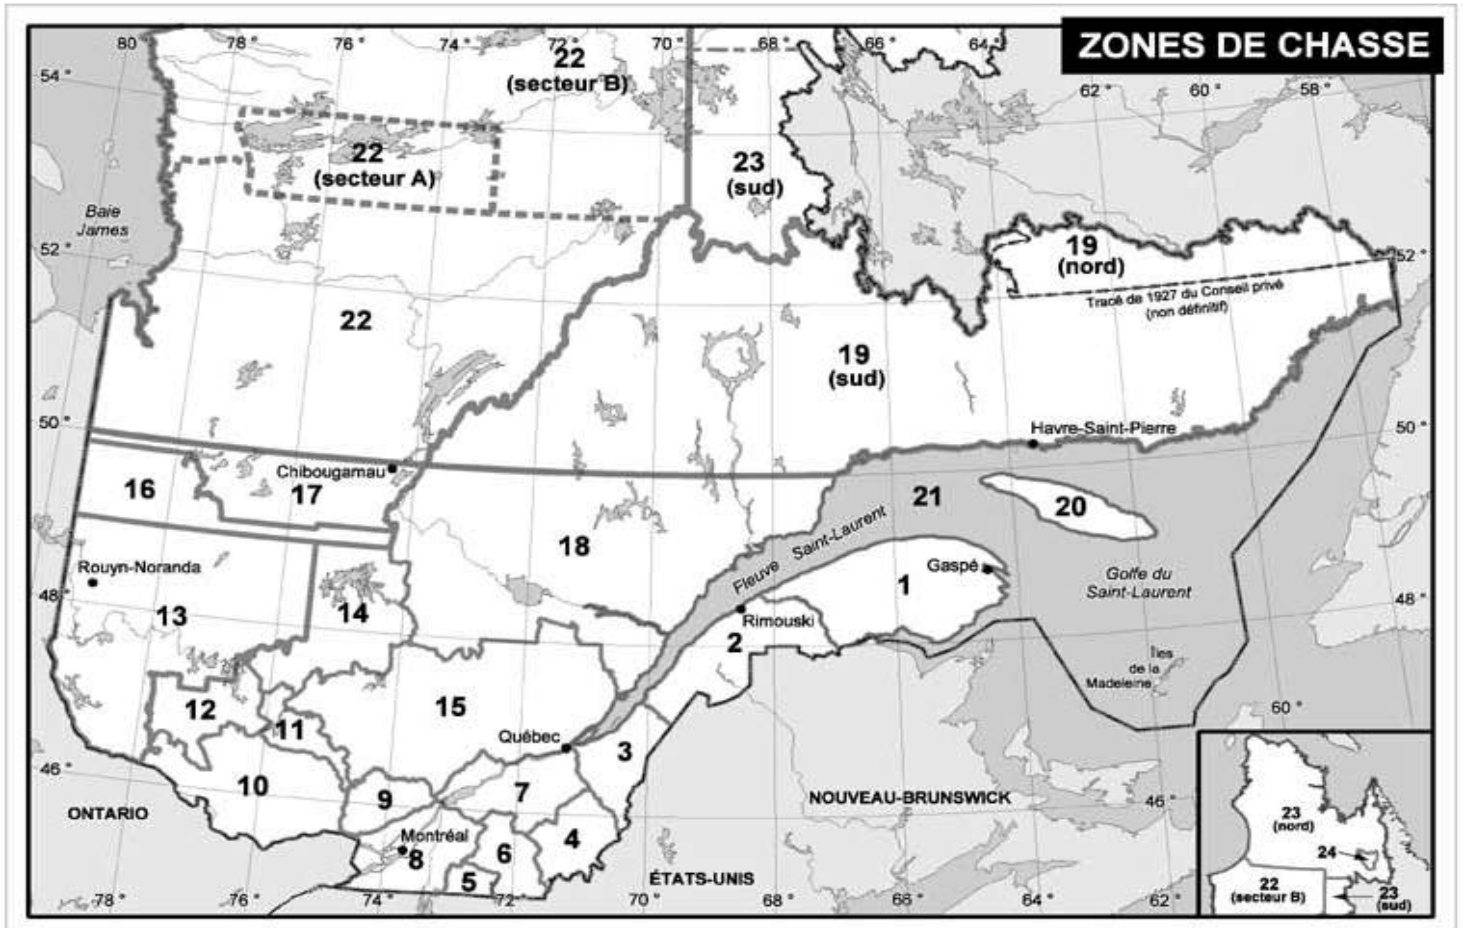 ZONES DE CHASSE
80 °
78 °
76 °
74 °
72 °
70 °
68 °
66 °
64 °
62 °
60 °
58 °
54 °
22
(secteur B)
22
(secteur A)
23
(sud)
Baie
James
52 °
19
(nord)
52 °
Tracé de 1927 du Conseil privé
(non définitif)
22
19
(sud)
50 °
Havre-Saint-Pierre
50 °
Chibougamau
16
17
21
20
18
Fleuve Saint-Laurent
Rouyn-Noranda
Gaspé
Golfe du
Saint-Laurent
48 °
13
14
1
48 °
Rimouski
2
Îles
de la
Madeleine
12
11
15
60 °
Québec
3
46 °
10
9
7
NOUVEAU-BRUNSWICK
46 °
ONTARIO
Montréal
8
6
4
5
ÉTATS-UNIS
23
(nord)
24
22
(secteur B)
23
(sud)
78 °
76 °
74 °
72 °
70 °
68 °
66 °
64 °
62 °